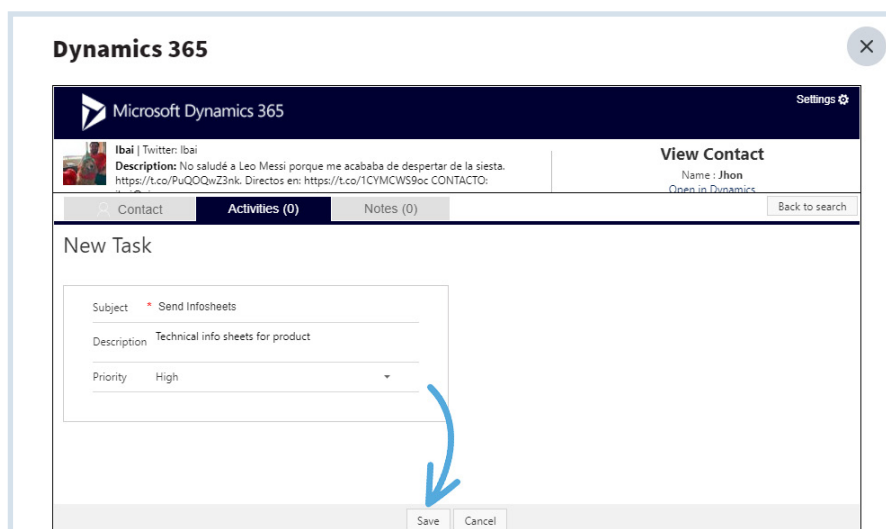 Dynamics 365
Microsoft Dynamics 365
Settings
Ibai | Twitter: Ibai
Description: No saludé a Leo Messi porque me acababa de despertar de la siesta.
https://t.co/PuQOQwZ3nk. Directos en: https://t.co/1CYMCWS9oc CONTACTO:
View Contact
Name : Jhon
Open in Dynamics
Contact
Activities (0)
Notes (0)
Back to search
New Task
Subject * Send Infosheets
Description Technical info sheets for product
Priority High
Save
Cancel